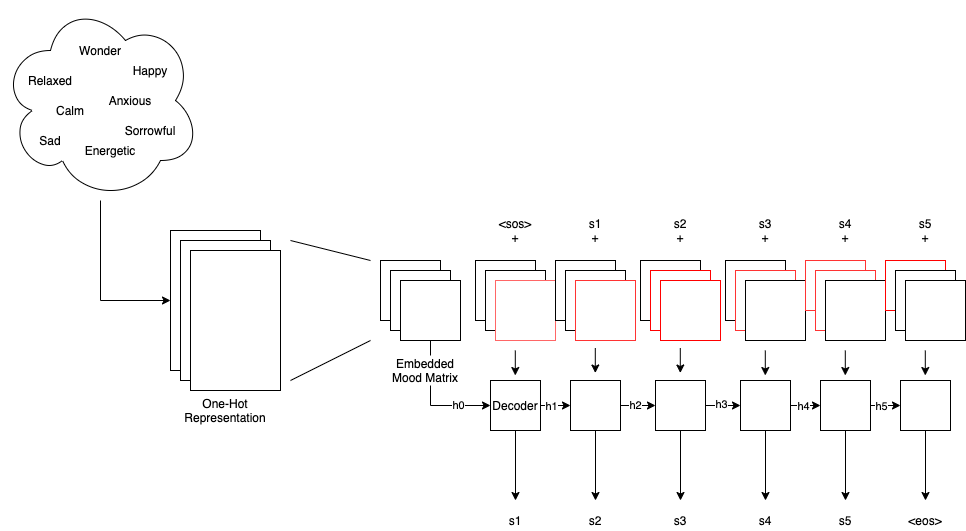 Wonder
Happy
Relaxed
Anxious
Calm
Sorrowful
Sad
Energetic
<sos> s1 s2 s3 s4 s5
+ + + + + +
Embedded
Mood Matrix
One-Hot
Representation
h0 Decoder h1 h2 h3 h4 h5
s1 s2 s3 s4 s5 <eos>